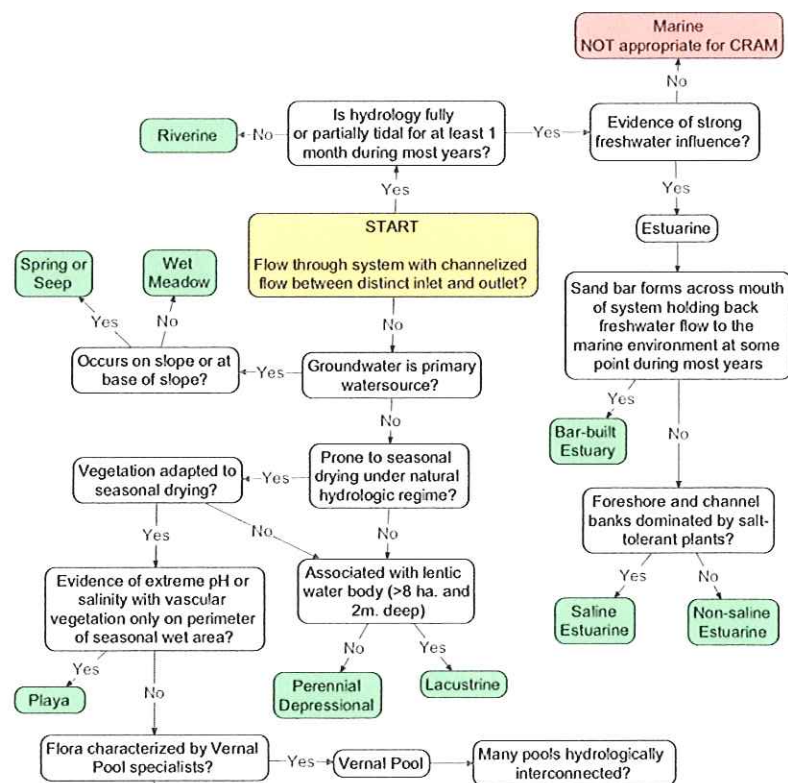 Marine
NOT appropriate for CRAM
No
Is hydrology fully
or partially tidal for at least 1
month during most years?
Riverine
No
Yes
Evidence of strong
freshwater influence?
Yes
Yes
START
Flow through system with channelized
flow between distinct inlet and outlet?
Estuarine
Spring or
Seep
Wet
Meadow
Yes
No
No
Sand bar forms across mouth
of system holding back
freshwater flow to the
marine environment at some
point during most years
Occurs on slope or at
base of slope?
Yes
Groundwater is primary
watersource?
No
Yes
Bar-built
Estuary
No
Vegetation adapted to
seasonal drying?
Yes
Prone to seasonal
drying under natural
hydrologic regime?
Yes
No
No
Foreshore and channel
banks dominated by salt-
tolerant plants?
Evidence of extreme pH or
salinity with vascular
vegetation only on perimeter
of seasonal wet area?
Associated with lentic
water body (>8 ha. and
2m. deep)
Yes
No
Saline
Estuarine
Non-saline
Estuarine
Yes
No
No
Yes
Playa
Perennial
Depressional
Lacustrine
Flora characterized by Vernal
Pool specialists?
Yes
Vernal Pool
Many pools hydrologically
interconnected?